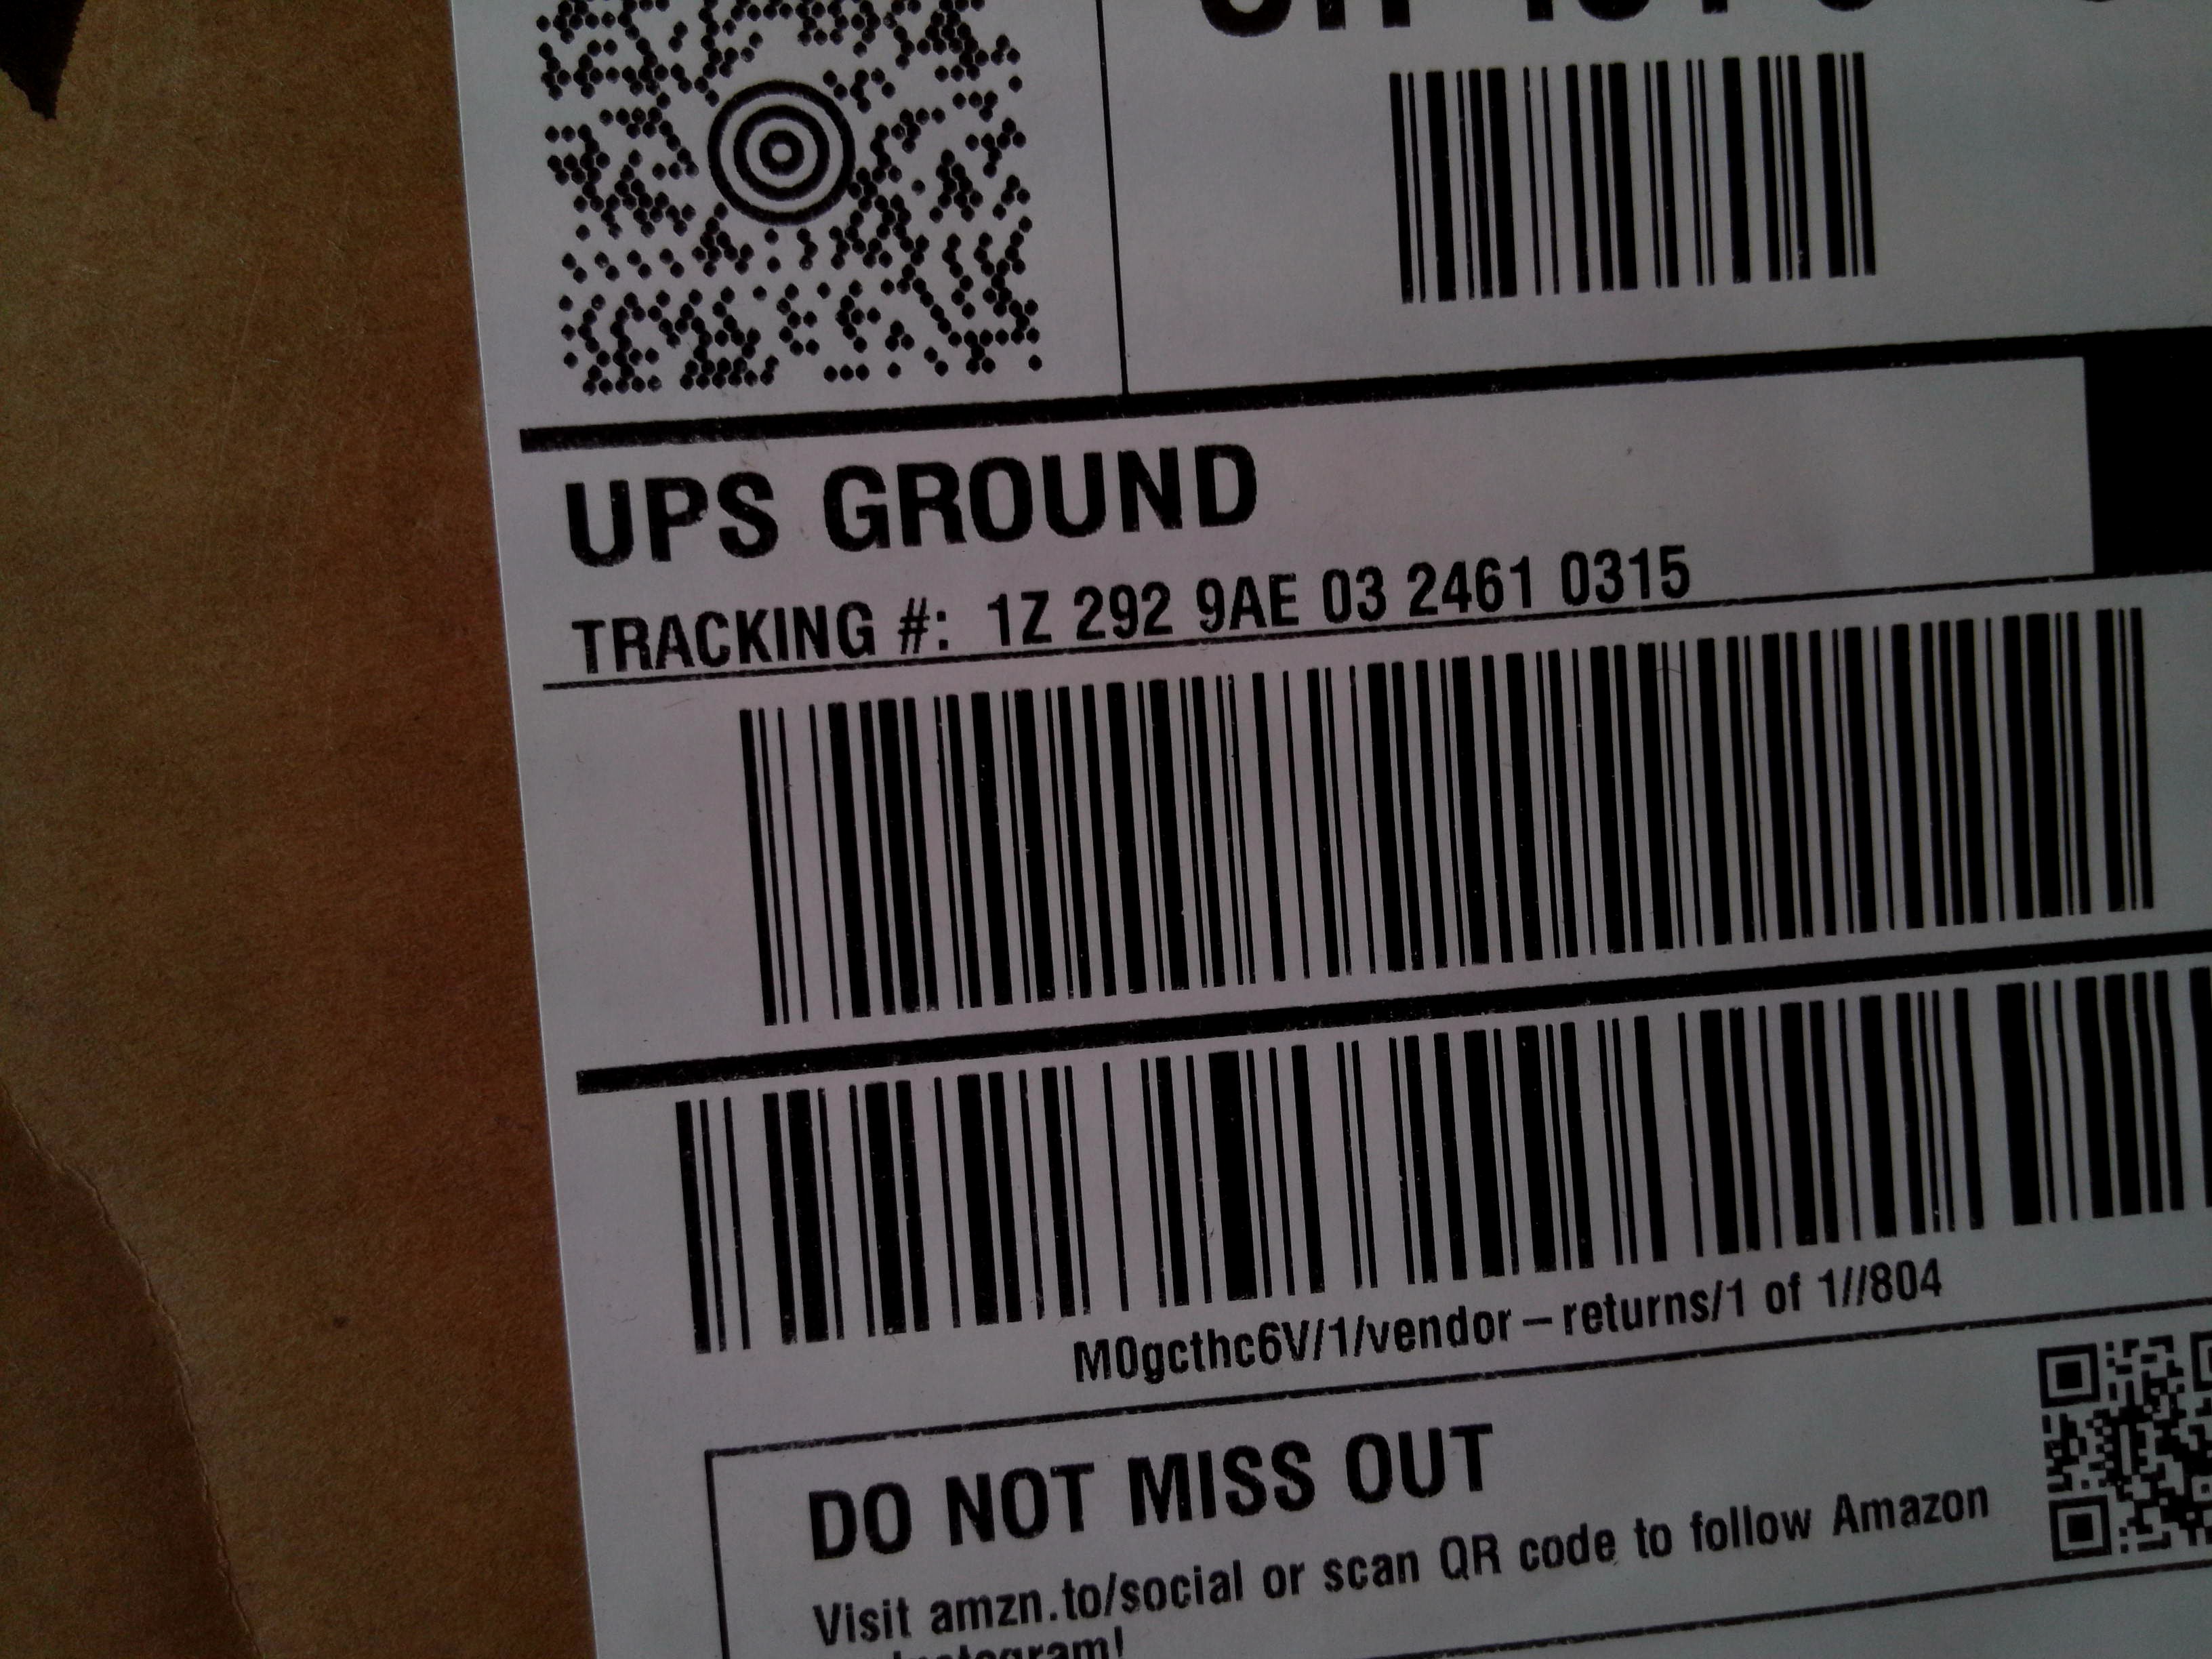 UPS GROUND
TRACKING #: 1Z 292 9AE 03 2461 0315
M0gcthc6V/1/vendor-returns/1 of 1//804
DO NOT MISS OUT
Visit amzn.to/social or scan QR code to follow Amazon
Instagram!